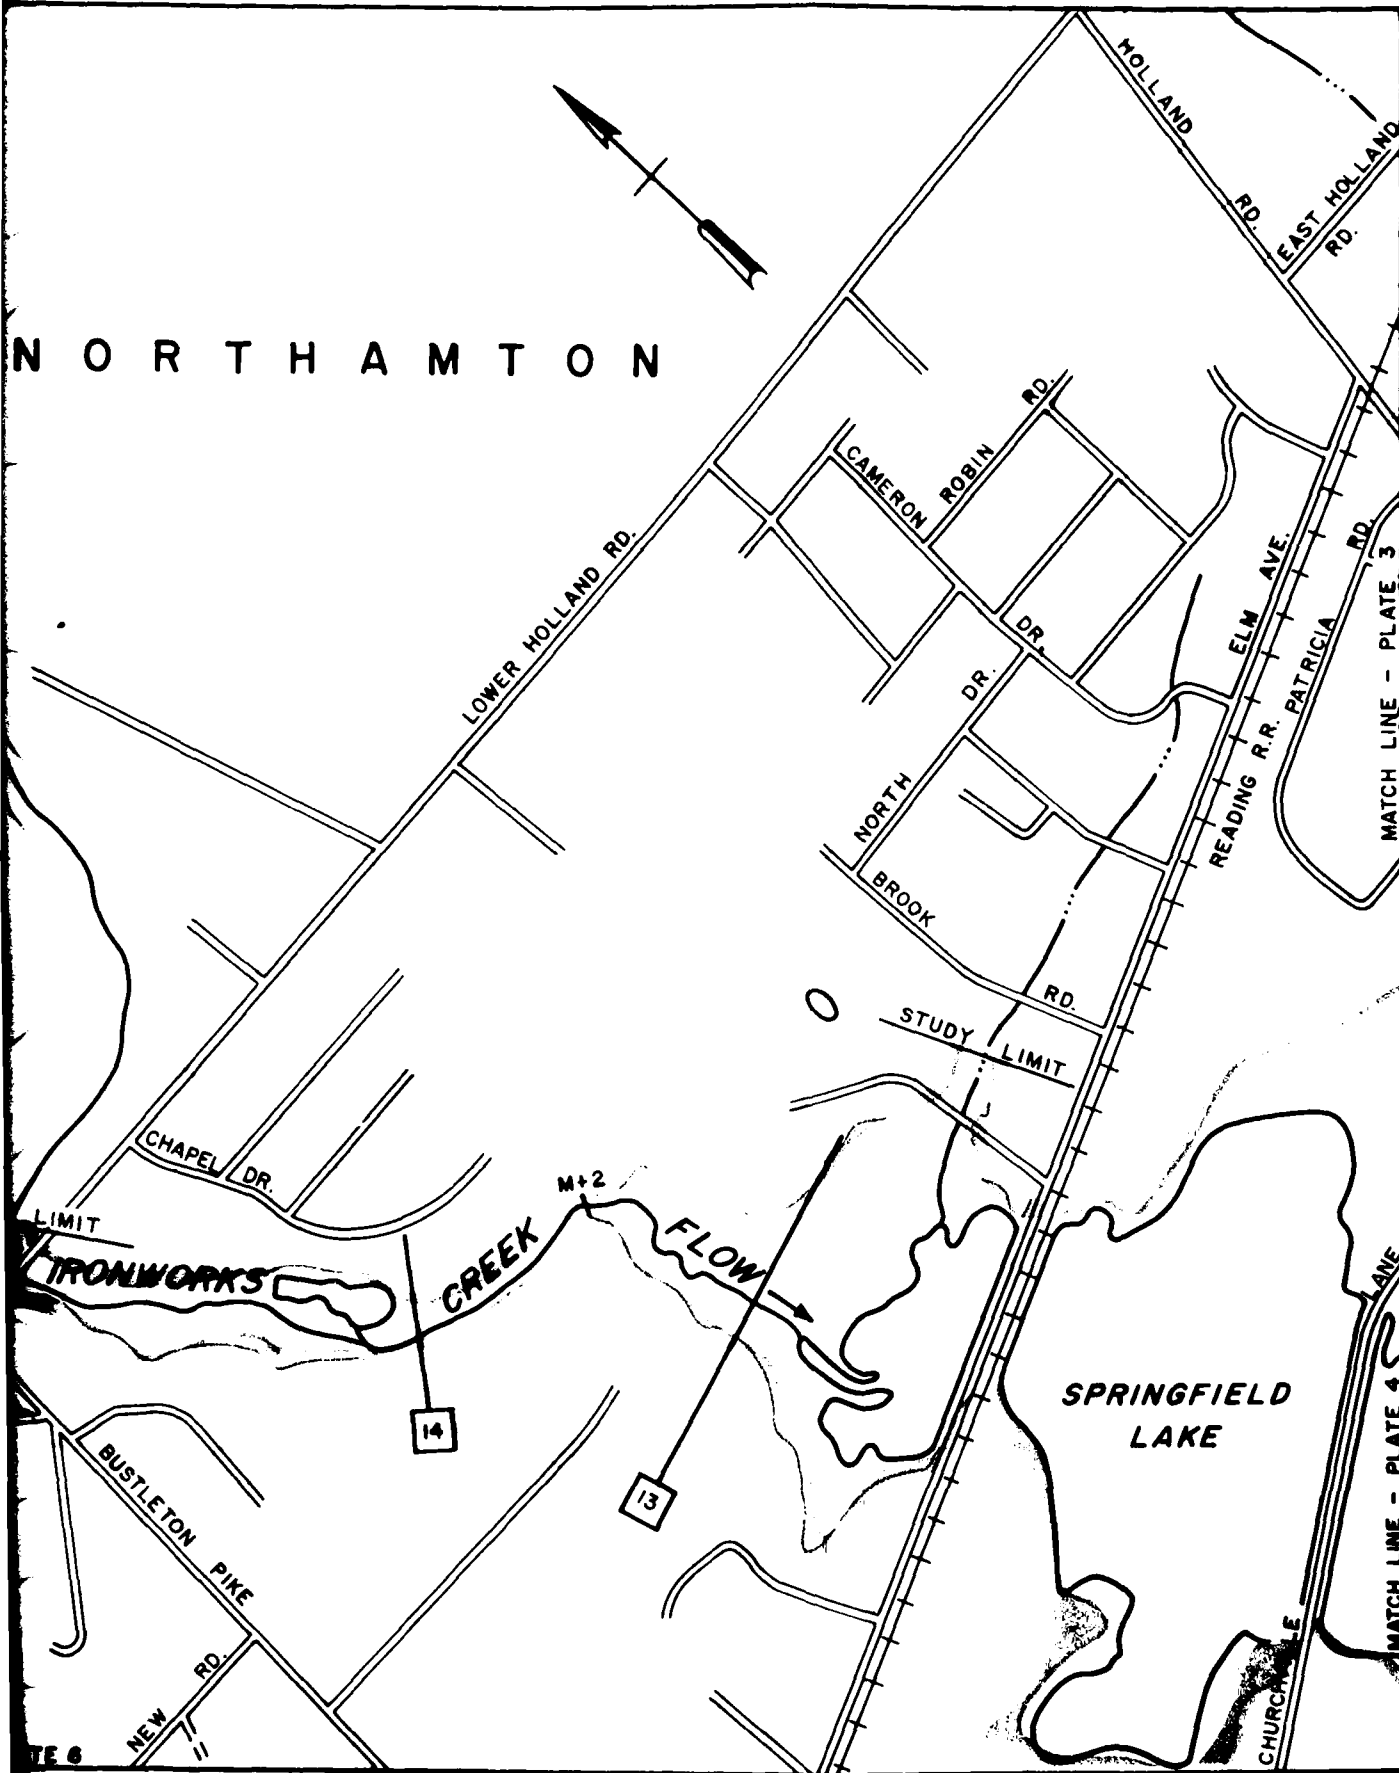 HOLLAND RD.
EAST HOLLAND RD.
NORTHAMTON
LOWER HOLLAND RD.
CAMERON DR.
ROBIN RD.
ELM AVE.
PATRICIA RD.
MATCH LINE - PLATE 3
READING R.R.
NORTH DR.
BROOK RD.
STUDY LIMIT
CHAPEL DR.
M+2
LIMIT
IRONWORKS CREEK
FLOW
LANE
SPRINGFIELD
LAKE
14
13
MATCH LINE - PLATE 4
BUSTLETON PIKE
NEW RD.
TE 6